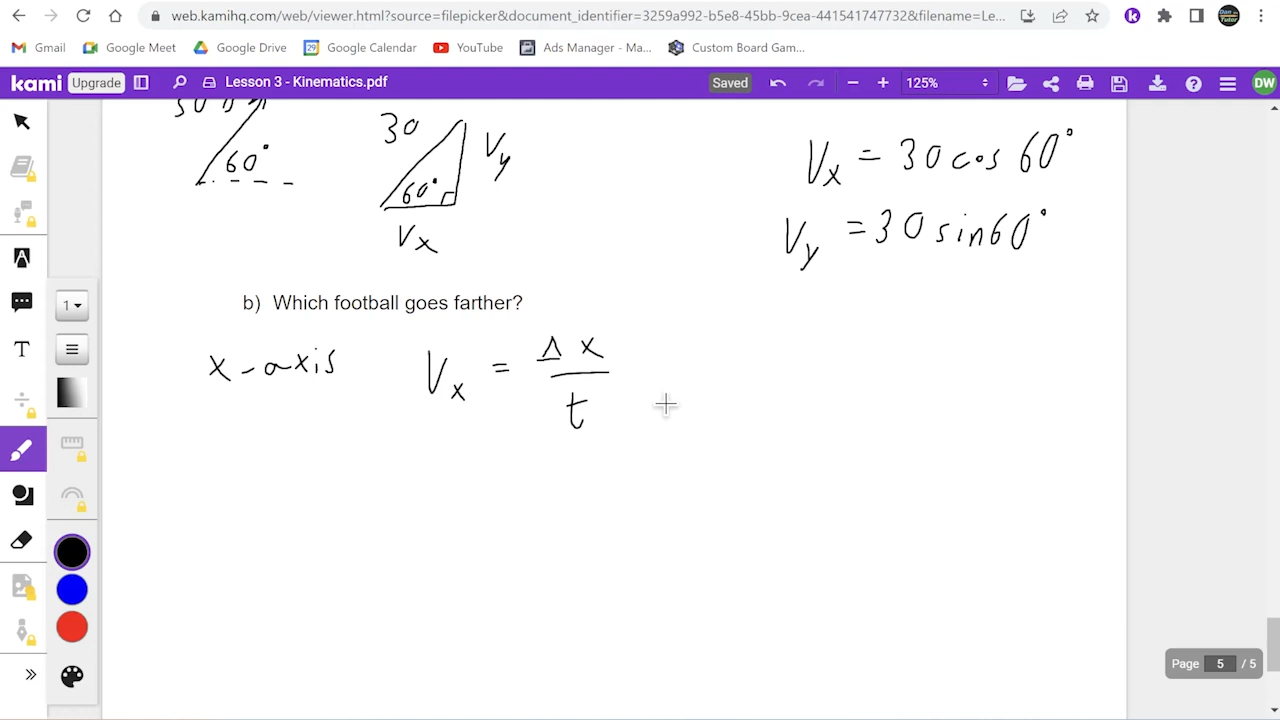 web.kamihq.com/web/viewer.html?source=filepicker&document_identifier=3259a992-b5e8-45bb-9cea-441541747732&filename=Le...
Gmail Google Meet Google Drive 31 Google Calendar YouTube Ads Manager - Ma... Custom Board Gam...
kami Upgrade Lesson 3 - Kinematics.pdf Saved 125% DW
30
60°
30 Vy
60°
Vx
Vx = 30 cos 60°
Vy = 30 sin 60°
b) Which football goes farther?
x-axis Vx = Δx / t
1
T
Page 5 / 5